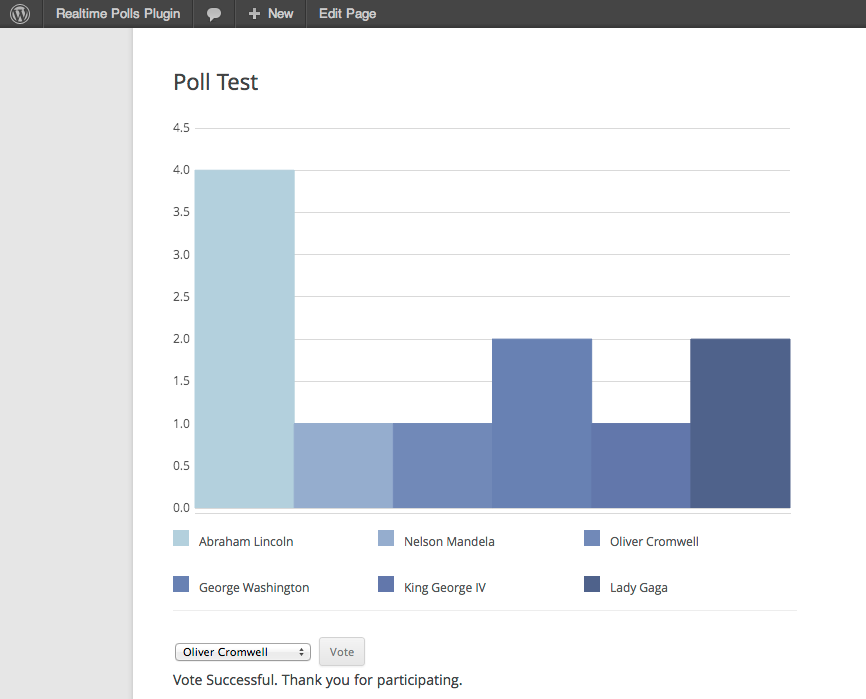 Realtime Polls Plugin + New Edit Page
Poll Test
4.5
4.0
3.5
3.0
2.5
2.0
1.5
1.0
0.5
0.0
Abraham Lincoln Nelson Mandela Oliver Cromwell
George Washington King George IV Lady Gaga
Oliver Cromwell Vote
Vote Successful. Thank you for participating.